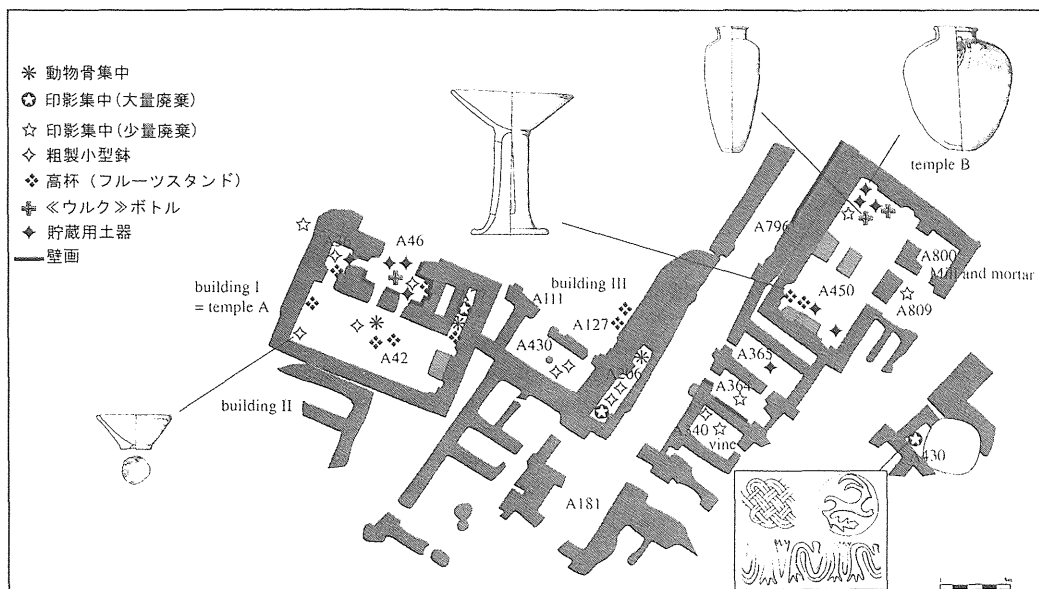 動物骨集中
印影集中(大量廃棄)
印影集中(少量廃棄)
粗製小型鉢
高杯(フルーツスタンド)
≪ウルク≫ボトル
貯蔵用土器
壁画
temple B
A796
A46
A800
Mill and mortar
building I
= temple A
building III
A111
A127
A450
A809
A42
A430
A206
A365
A364
building II
A340
vine
A430
A181